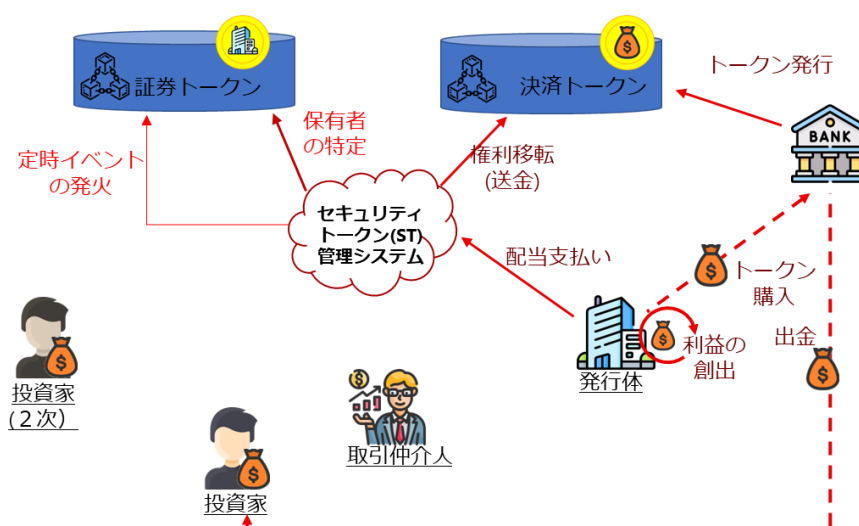 証券トークン
決済トークン
トークン発行
BANK
保有者
の特定
定時イベント
の発火
権利移転
(送金)
セキュリティ
トークン(ST)
管理システム
配当支払い
トークン
購入
利益の
創出
出金
発行体
投資家
(２次)
取引仲介人
投資家